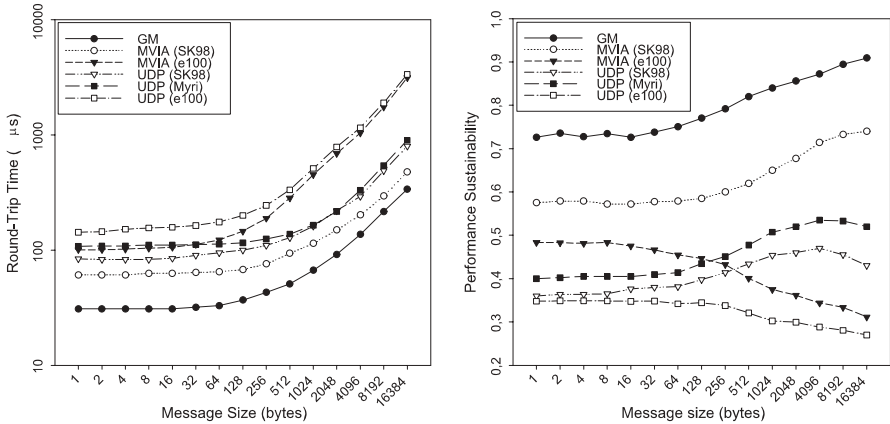 10000
1000
100
10
Round-Trip Time ( μs)
GM
MVIA (SK98)
MVIA (e100)
UDP (SK98)
UDP (Myri)
UDP (e100)
1 2 4 8 16 32 64 128 256 512 1024 2048 4096 8192 16384
Message Size (bytes)
1,0
0,9
0,8
0,7
0,6
0,5
0,4
0,3
0,2
Performance Sustainability
GM
MVIA (SK98)
MVIA (e100)
UDP (SK98)
UDP (Myri)
UDP (e100)
1 2 4 8 16 32 64 128 256 512 1024 2048 4096 8192 16384
Message size (bytes)